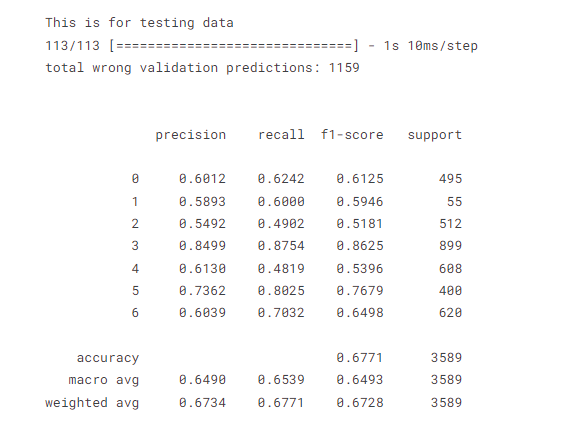 This is for testing data
113/113 [==============================] - 1s 10ms/step
total wrong validation predictions: 1159
precision recall f1-score support
0 0.6012 0.6242 0.6125 495
1 0.5893 0.6000 0.5946 55
2 0.5492 0.4902 0.5181 512
3 0.8499 0.8754 0.8625 899
4 0.6130 0.4819 0.5396 608
5 0.7362 0.8025 0.7679 400
6 0.6039 0.7032 0.6498 620
accuracy 0.6771 3589
macro avg 0.6490 0.6539 0.6493 3589
weighted avg 0.6734 0.6771 0.6728 3589